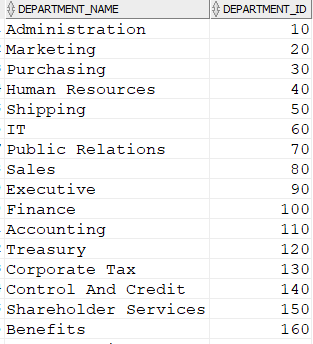 DEPARTMENT_NAME DEPARTMENT_ID
Administration 10
Marketing 20
Purchasing 30
Human Resources 40
Shipping 50
IT 60
Public Relations 70
Sales 80
Executive 90
Finance 100
Accounting 110
Treasury 120
Corporate Tax 130
Control And Credit 140
Shareholder Services 150
Benefits 160